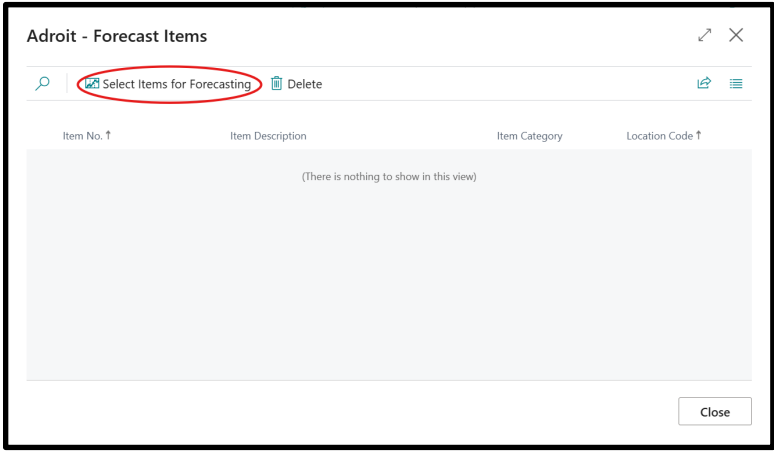 Adroit - Forecast Items
Select Items for Forecasting Delete
Item No. ↑ Item Description Item Category Location Code ↑
(There is nothing to show in this view)
Close